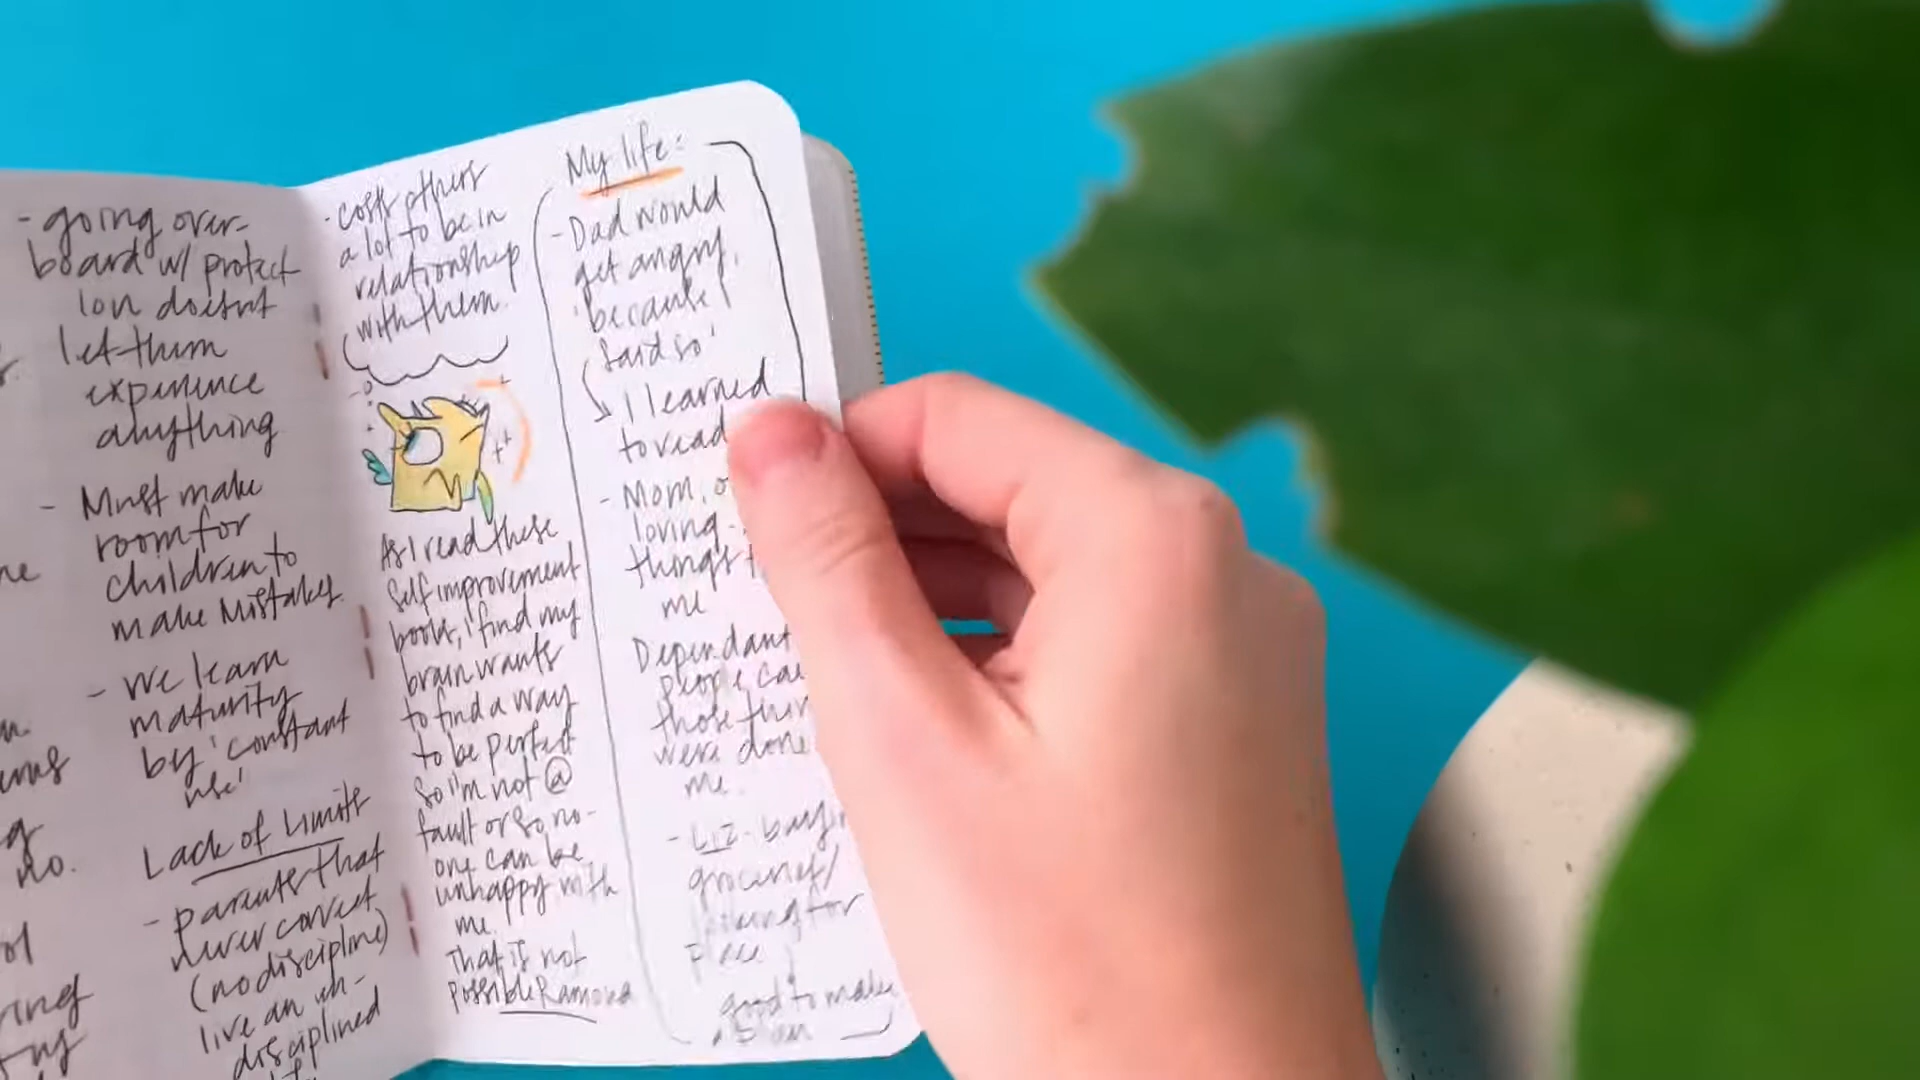 - going over-
board w/ protect
ion doesnt
let them
experience
anything
- Must make
room for
children to
make mistakes.
- We learn
maturity
by 'constant
use'
Lack of Limits
- parents that
never correct
(no discipline)
live an un-
disciplined
no.
- costs others
a lot to be in
relationship
with them.
As I read these
self improvement
books, I find my
brain wants
to find a way
to be perfect
so I'm not @
fault or so no-
one can be
unhappy with
me.
That is not
possible Ramona
My life:
- Dad would
get angry,
'because I
said so'
I learned
to read
- Mom,
loving
things
me
Dependant
people
those
were done
me.
- Liz-
groceries/
for
place
good to make
a plan